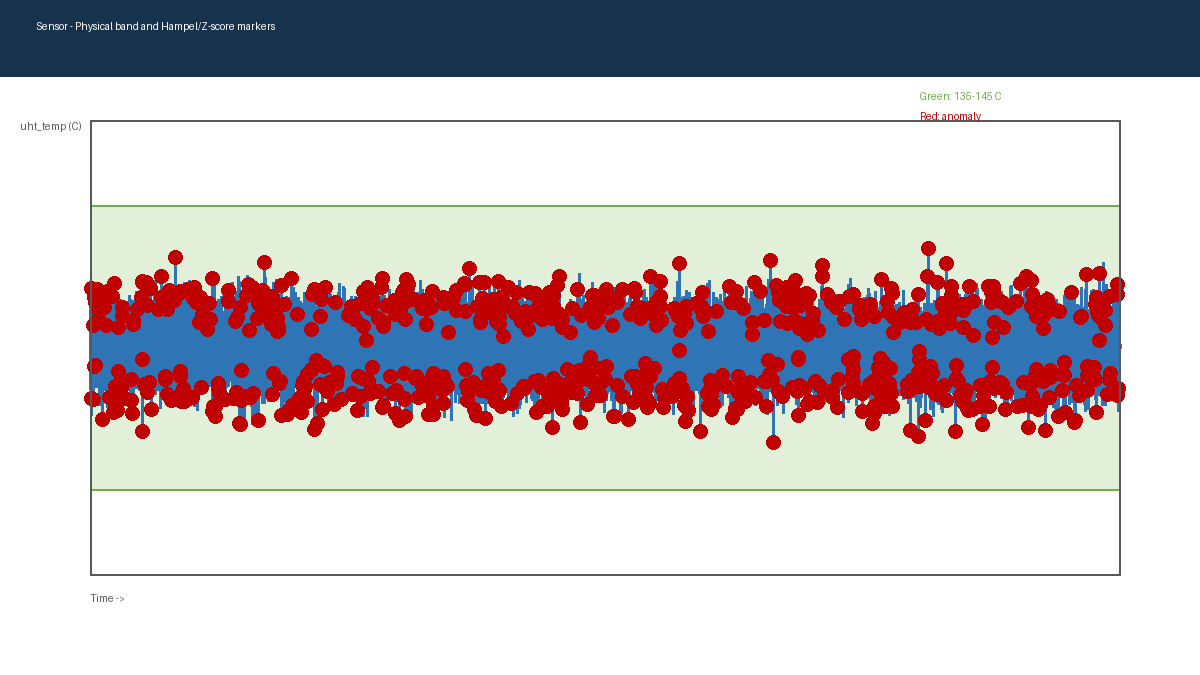 Sensor - Physical band and Hampel/Z-score markers
Green: 135-145 C
Red: anomaly
uht_temp (C)
Time ->